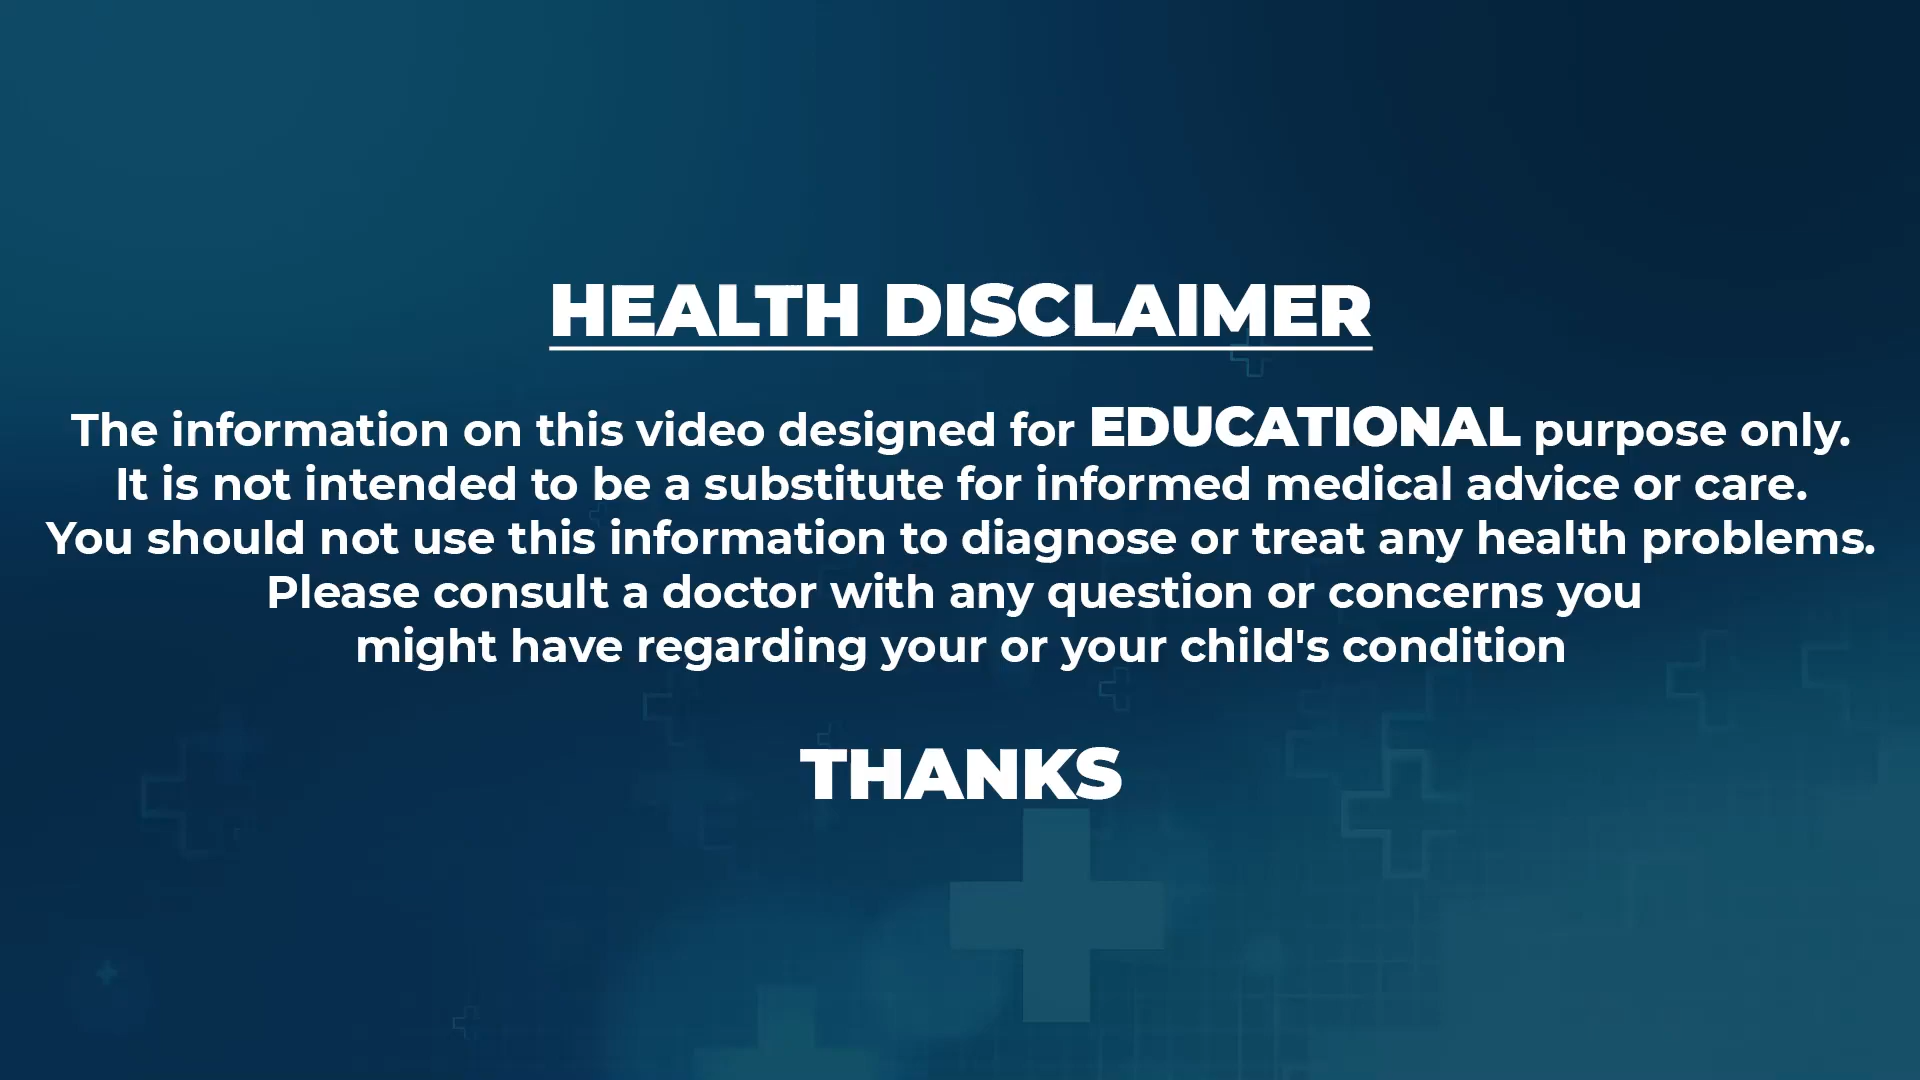 HEALTH DISCLAIMER
The information on this video designed for EDUCATIONAL purpose only.
It is not intended to be a substitute for informed medical advice or care.
You should not use this information to diagnose or treat any health problems.
Please consult a doctor with any question or concerns you
might have regarding your or your child's condition
THANKS